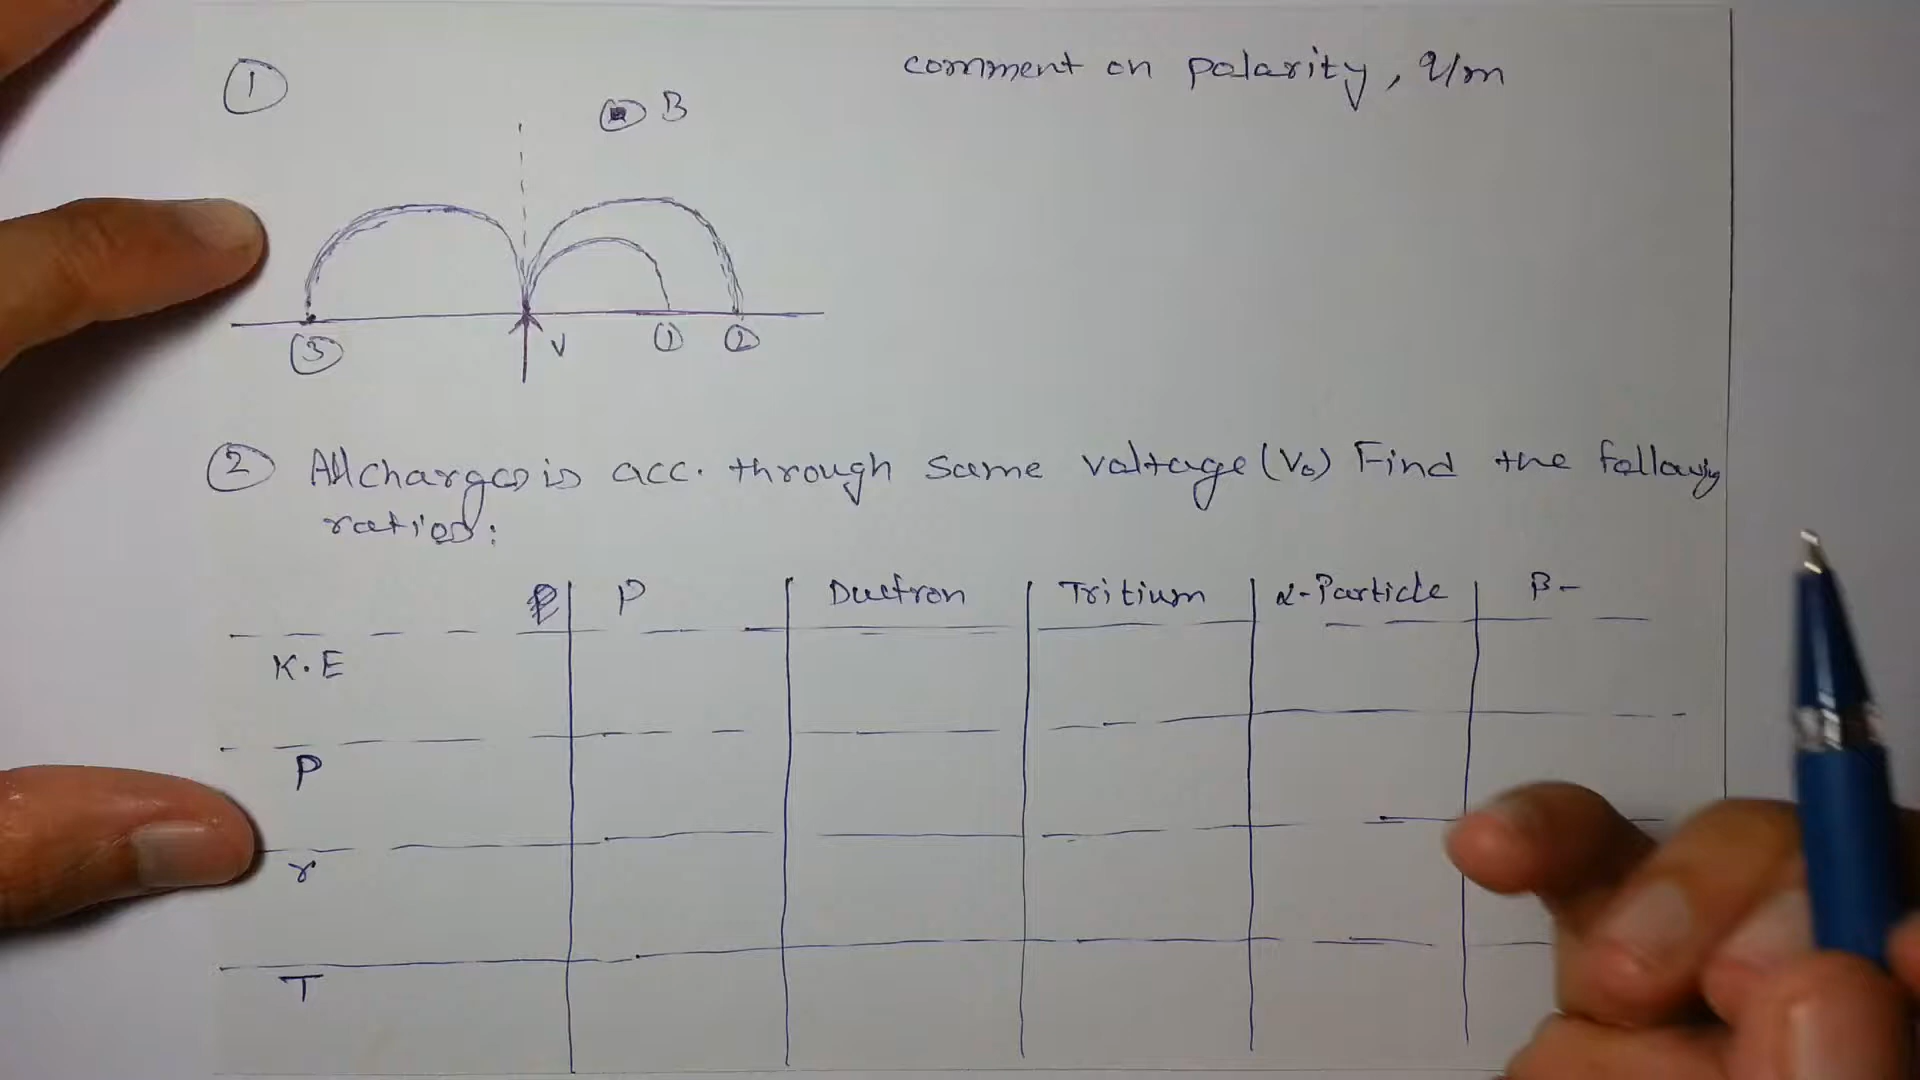 ① comment on polarity, q/m
B
③ V ① ②
② All charges is acc. through same voltage (V₀) Find the following
ratios:
P Duetron Tritium α-Particle β-
K.E
P
r
T